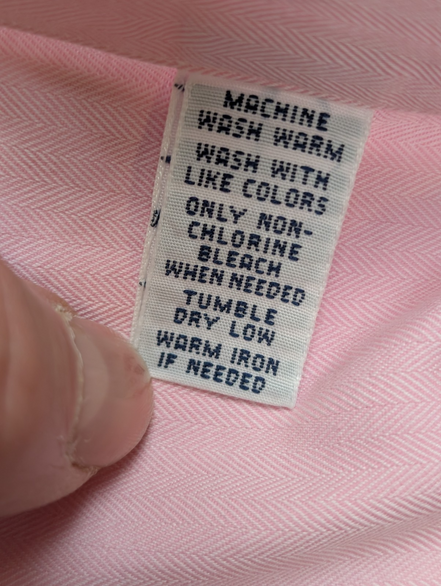 MACHINE
WASH WARM
WASH WITH
LIKE COLORS
ONLY NON-
CHLORINE
BLEACH
WHEN NEEDED
TUMBLE
DRY LOW
WARM IRON
IF NEEDED